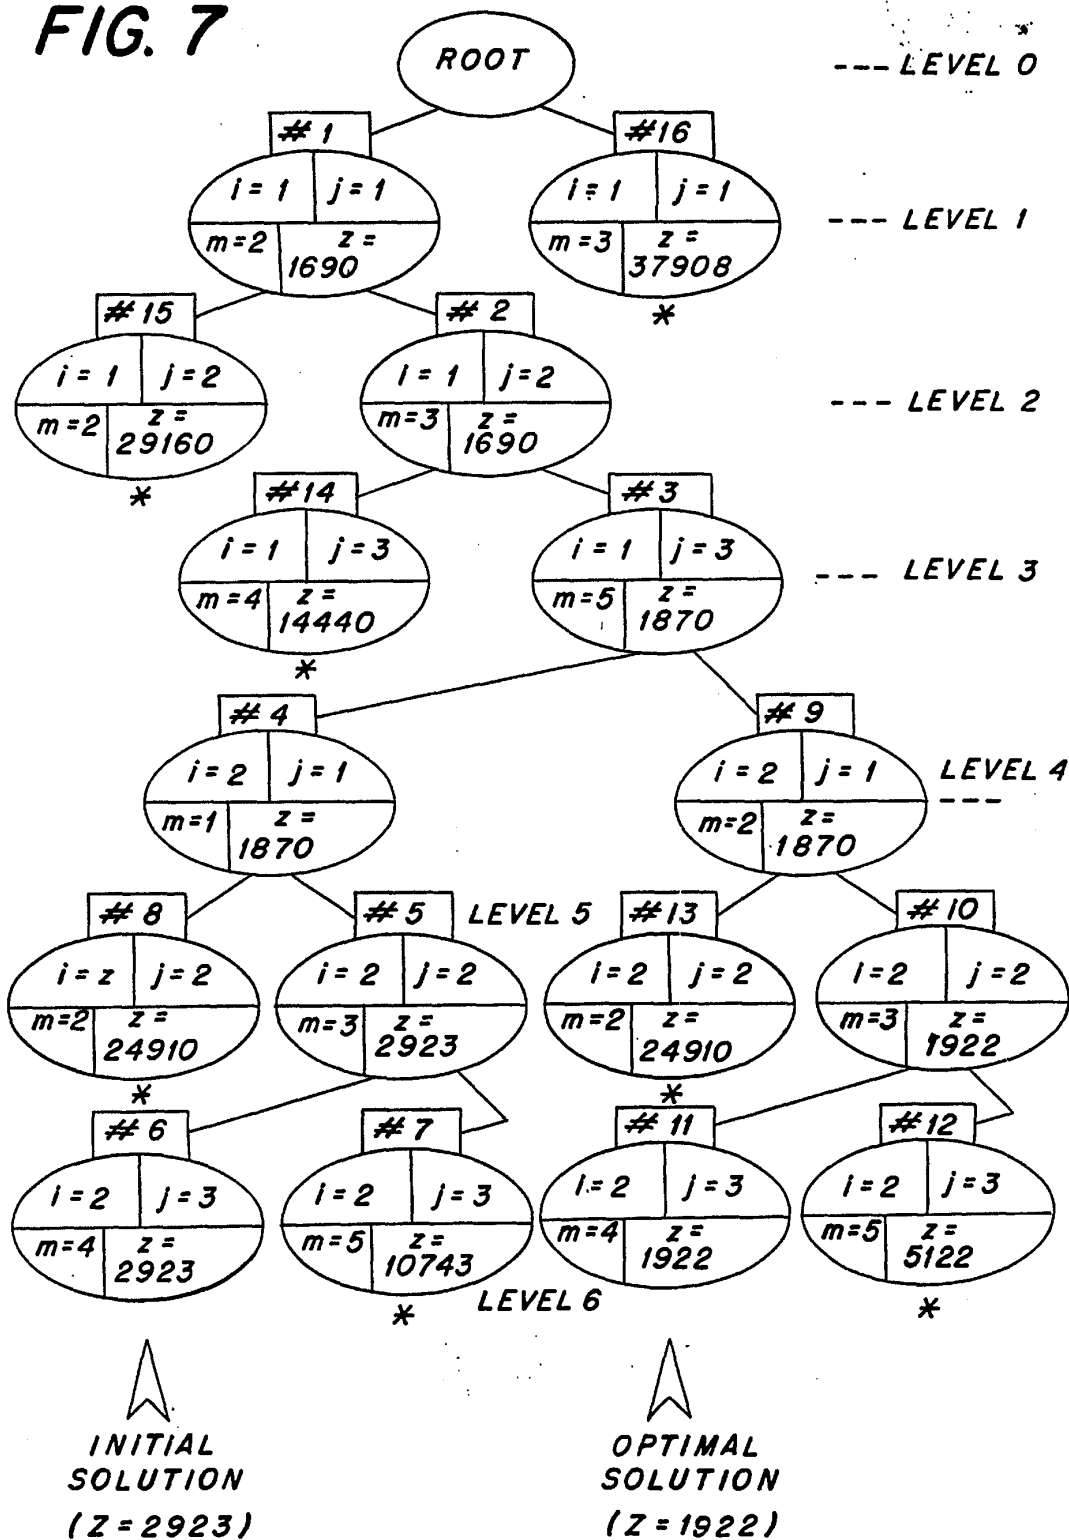 FIG. 7
ROOT
--- LEVEL 0
#1
i = 1 j = 1
m=2 z =
1690
#16
i = 1 j = 1
m=3 z =
37908
*
--- LEVEL 1
#15
i = 1 j = 2
m=2 z =
29160
*
#2
i = 1 j = 2
m=3 z =
1690
--- LEVEL 2
#14
i = 1 j = 3
m=4 z =
14440
*
#3
i = 1 j = 3
m=5 z =
1870
--- LEVEL 3
#4
i = 2 j = 1
m=1 z =
1870
#9
i = 2 j = 1
m=2 z =
1870
LEVEL 4
---
#8
i = z j = 2
m=2 z =
24910
*
#5
i = 2 j = 2
m=3 z =
2923
LEVEL 5
#13
i = 2 j = 2
m=2 z =
24910
*
#10
i = 2 j = 2
m=3 z =
1922
#6
i = 2 j = 3
m=4 z =
2923
#7
i = 2 j = 3
m=5 z =
10743
*
LEVEL 6
#11
i = 2 j = 3
m=4 z =
1922
#12
i = 2 j = 3
m=5 z =
5122
*
INITIAL
SOLUTION
(Z = 2923)
OPTIMAL
SOLUTION
(Z = 1922)